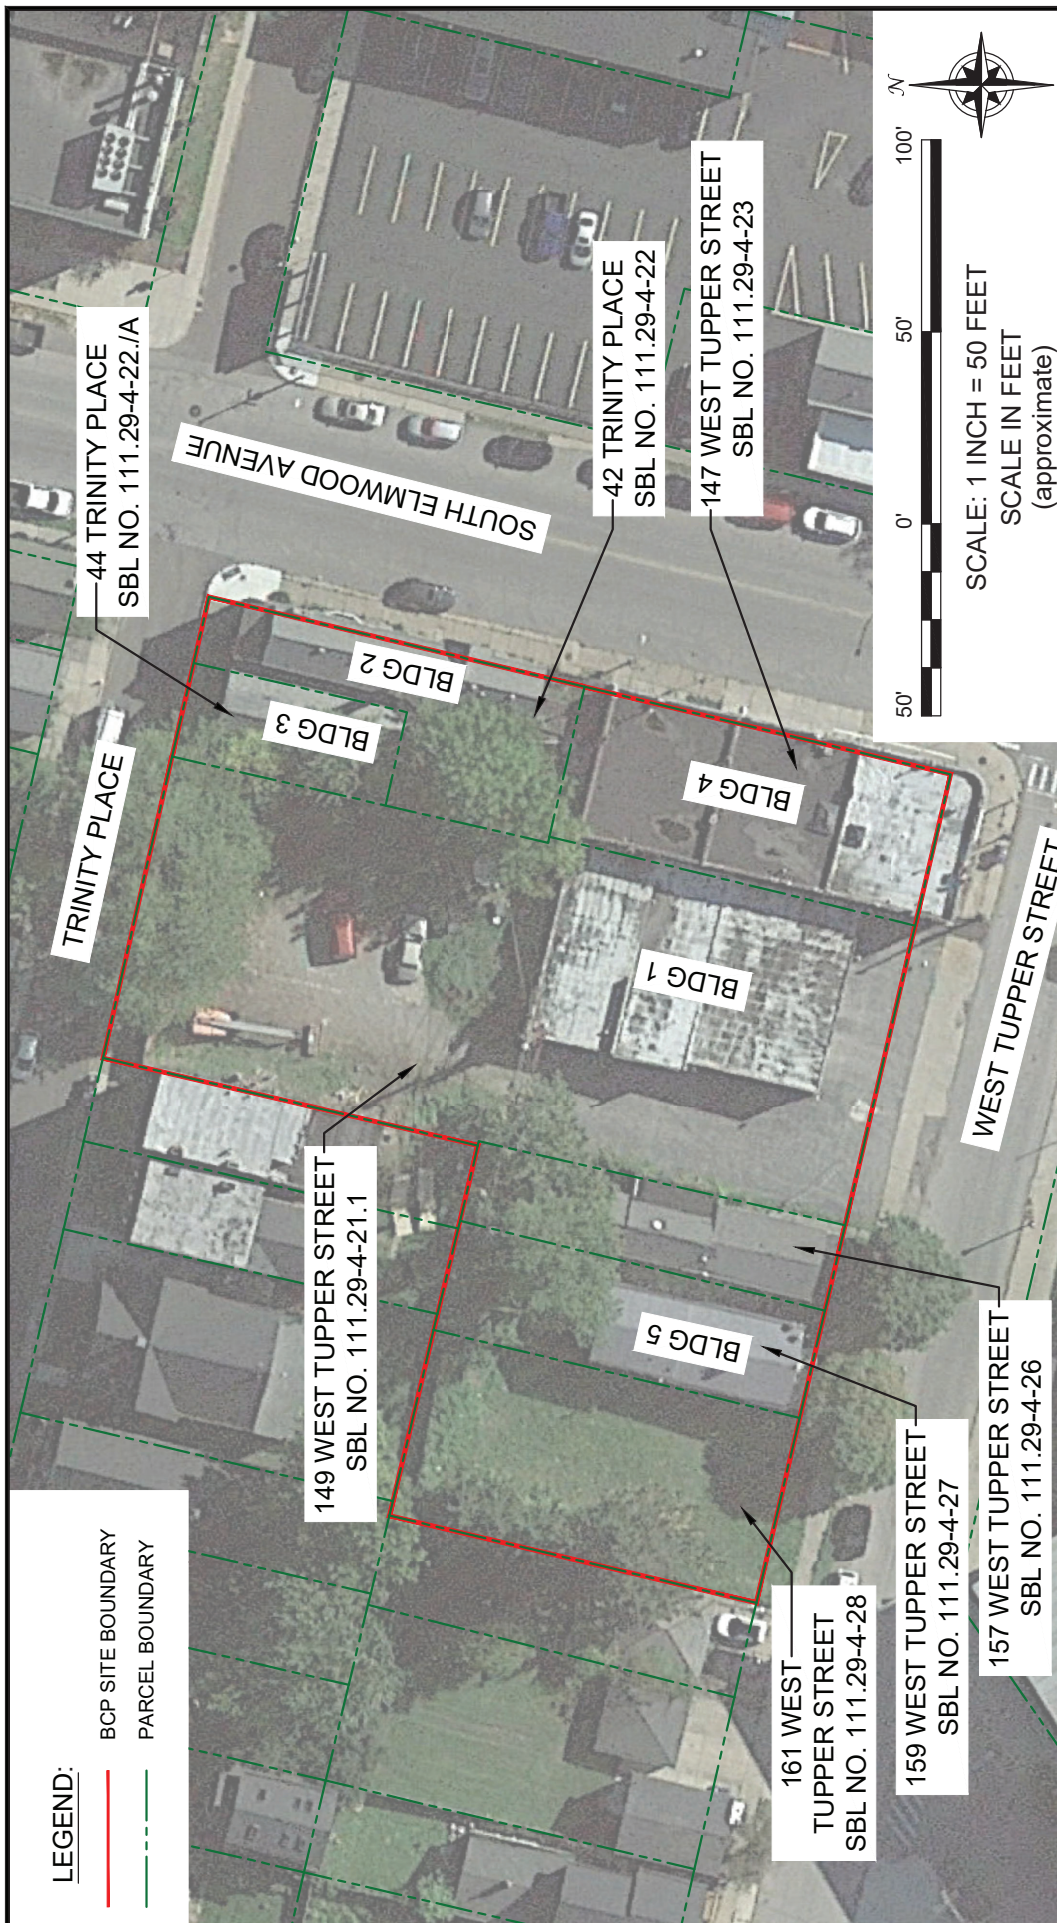 LEGEND:
BCP SITE BOUNDARY
PARCEL BOUNDARY
149 WEST TUPPER STREET
SBL NO. 111.29-4-21.1
TRINITY PLACE
44 TRINITY PLACE
SBL NO. 111.29-4-22./A
SOUTH ELMWOOD AVENUE
BLDG 3
BLDG 2
42 TRINITY PLACE
SBL NO. 111.29-4-22
147 WEST TUPPER STREET
SBL NO. 111.29-4-23
BLDG 5
BLDG 1
BLDG 4
161 WEST
TUPPER STREET
SBL NO. 111.29-4-28
159 WEST TUPPER STREET
SBL NO. 111.29-4-27
157 WEST TUPPER STREET
SBL NO. 111.29-4-26
WEST TUPPER STREET
N
50' 0' 50' 100'
SCALE: 1 INCH = 50 FEET
SCALE IN FEET
(approximate)